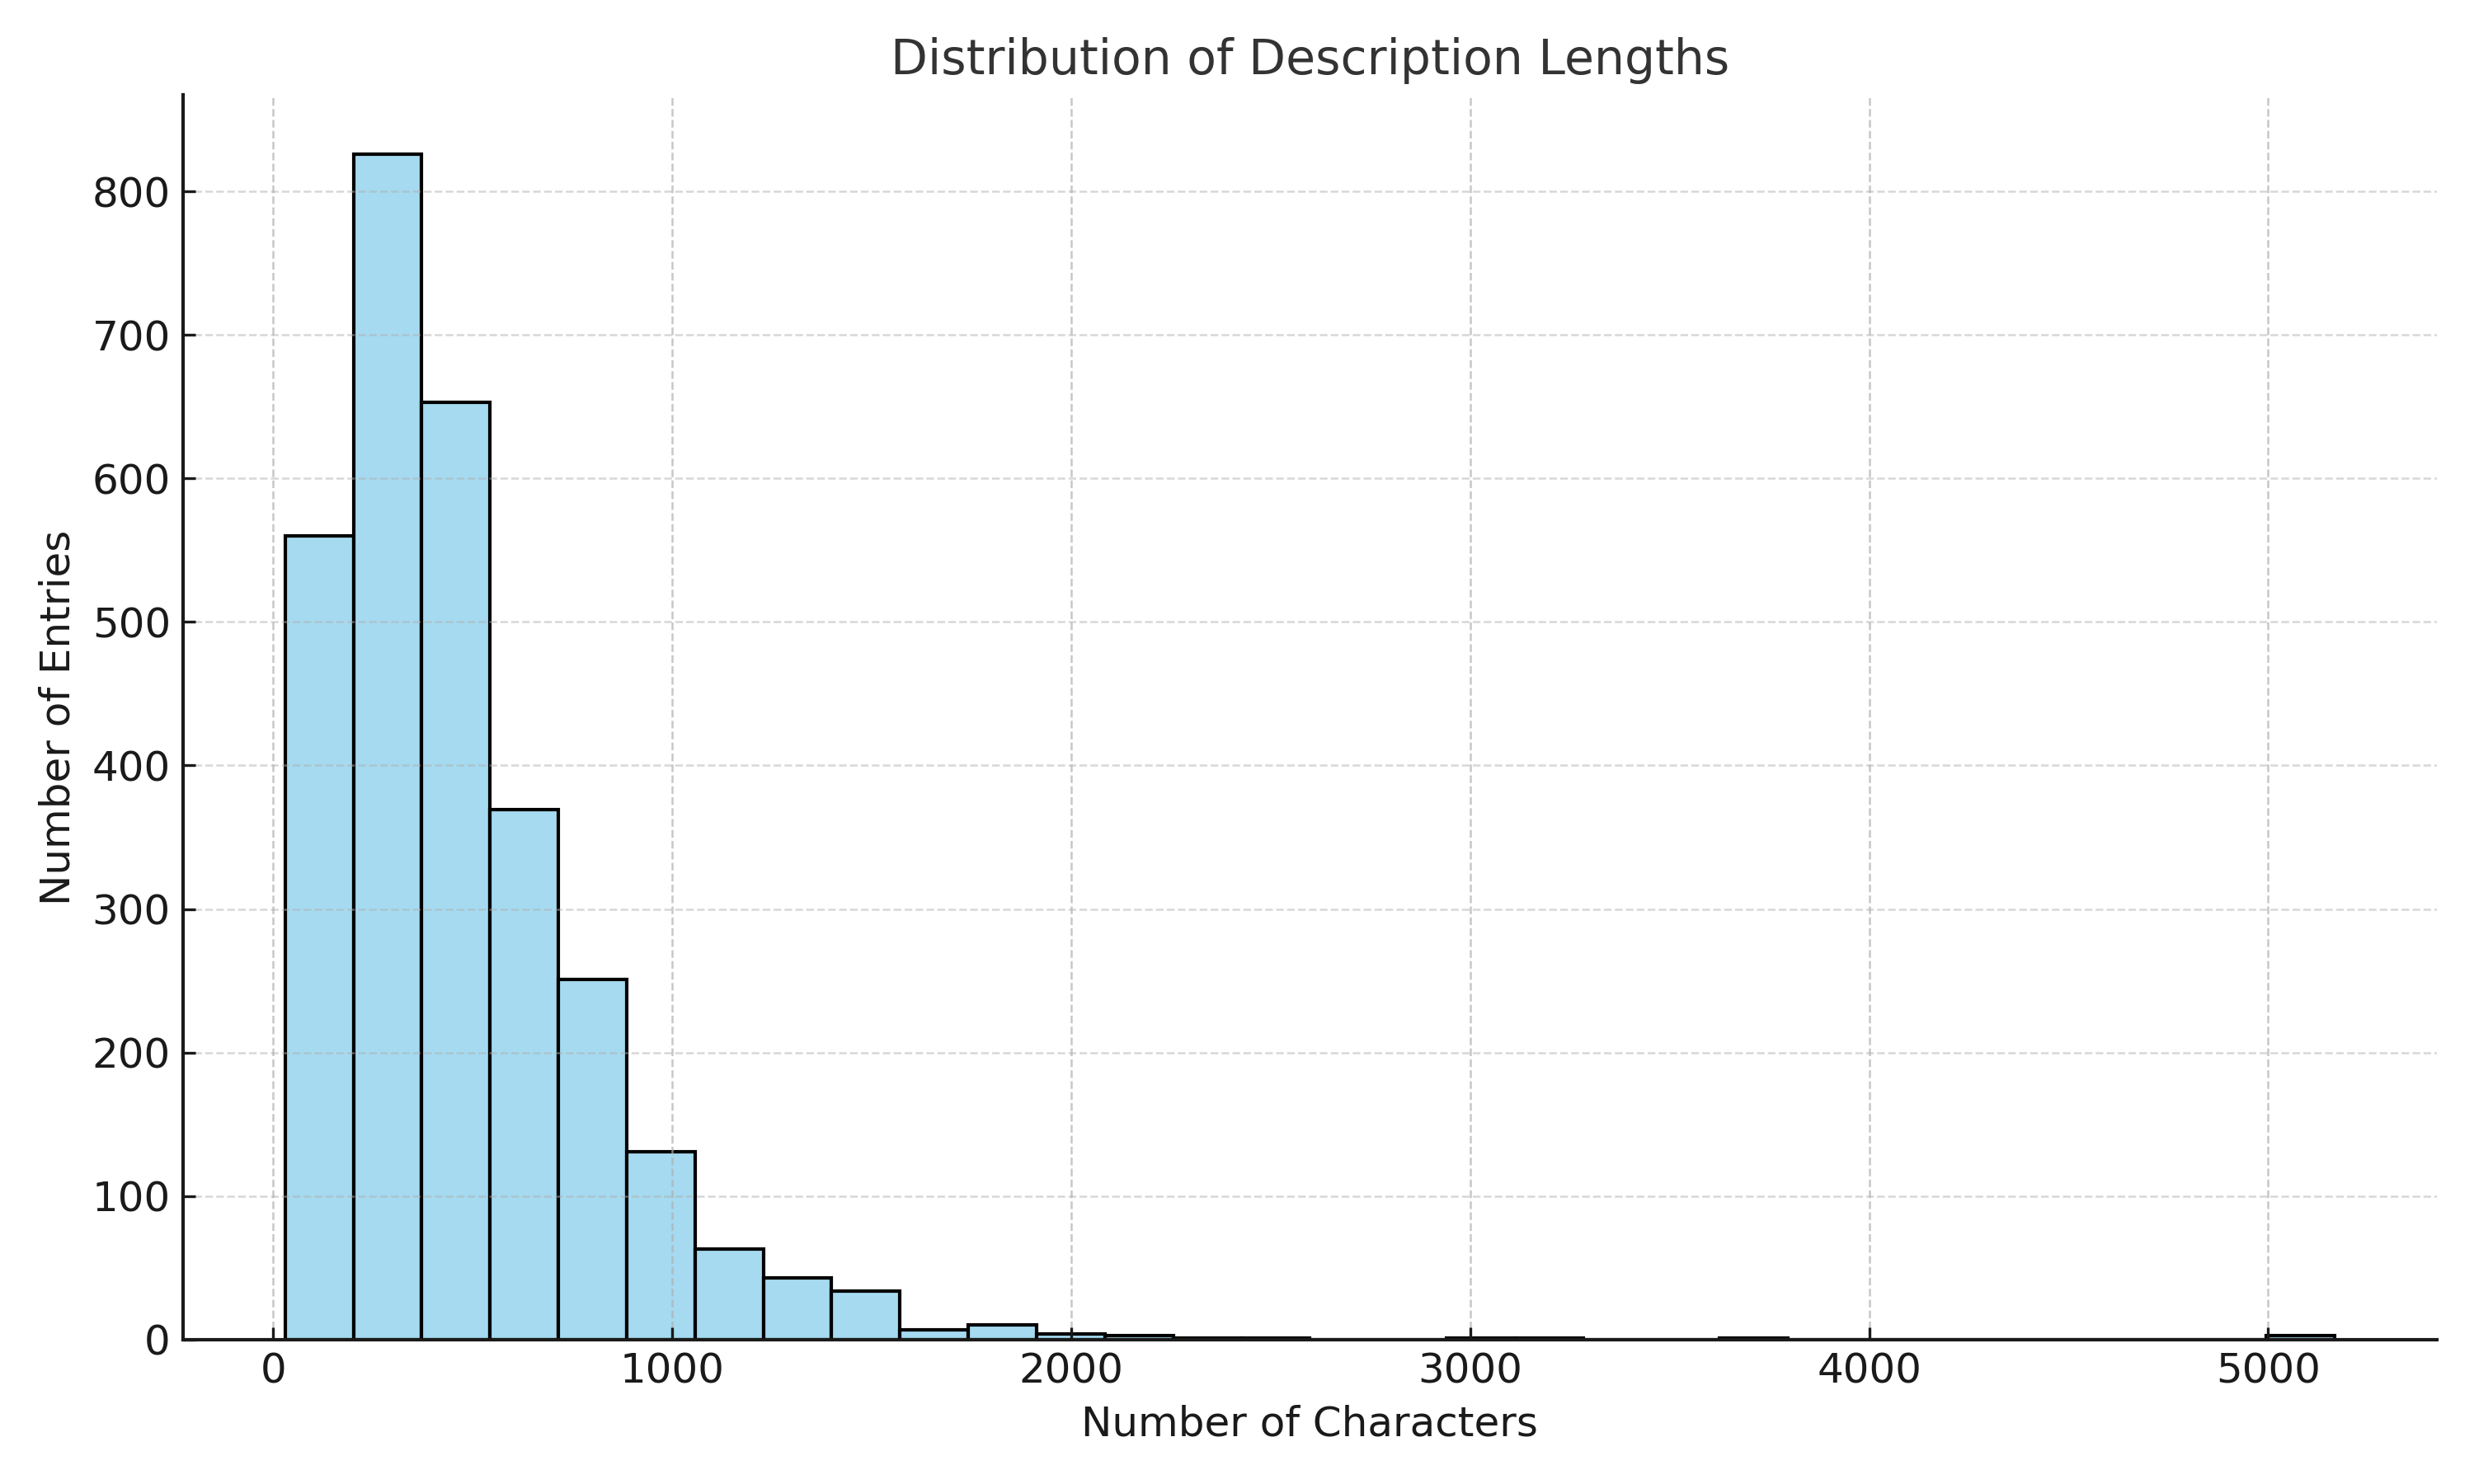 Distribution of Description Lengths
Number of Entries
800
700
600
500
400
300
200
100
0
0 1000 2000 3000 4000 5000
Number of Characters